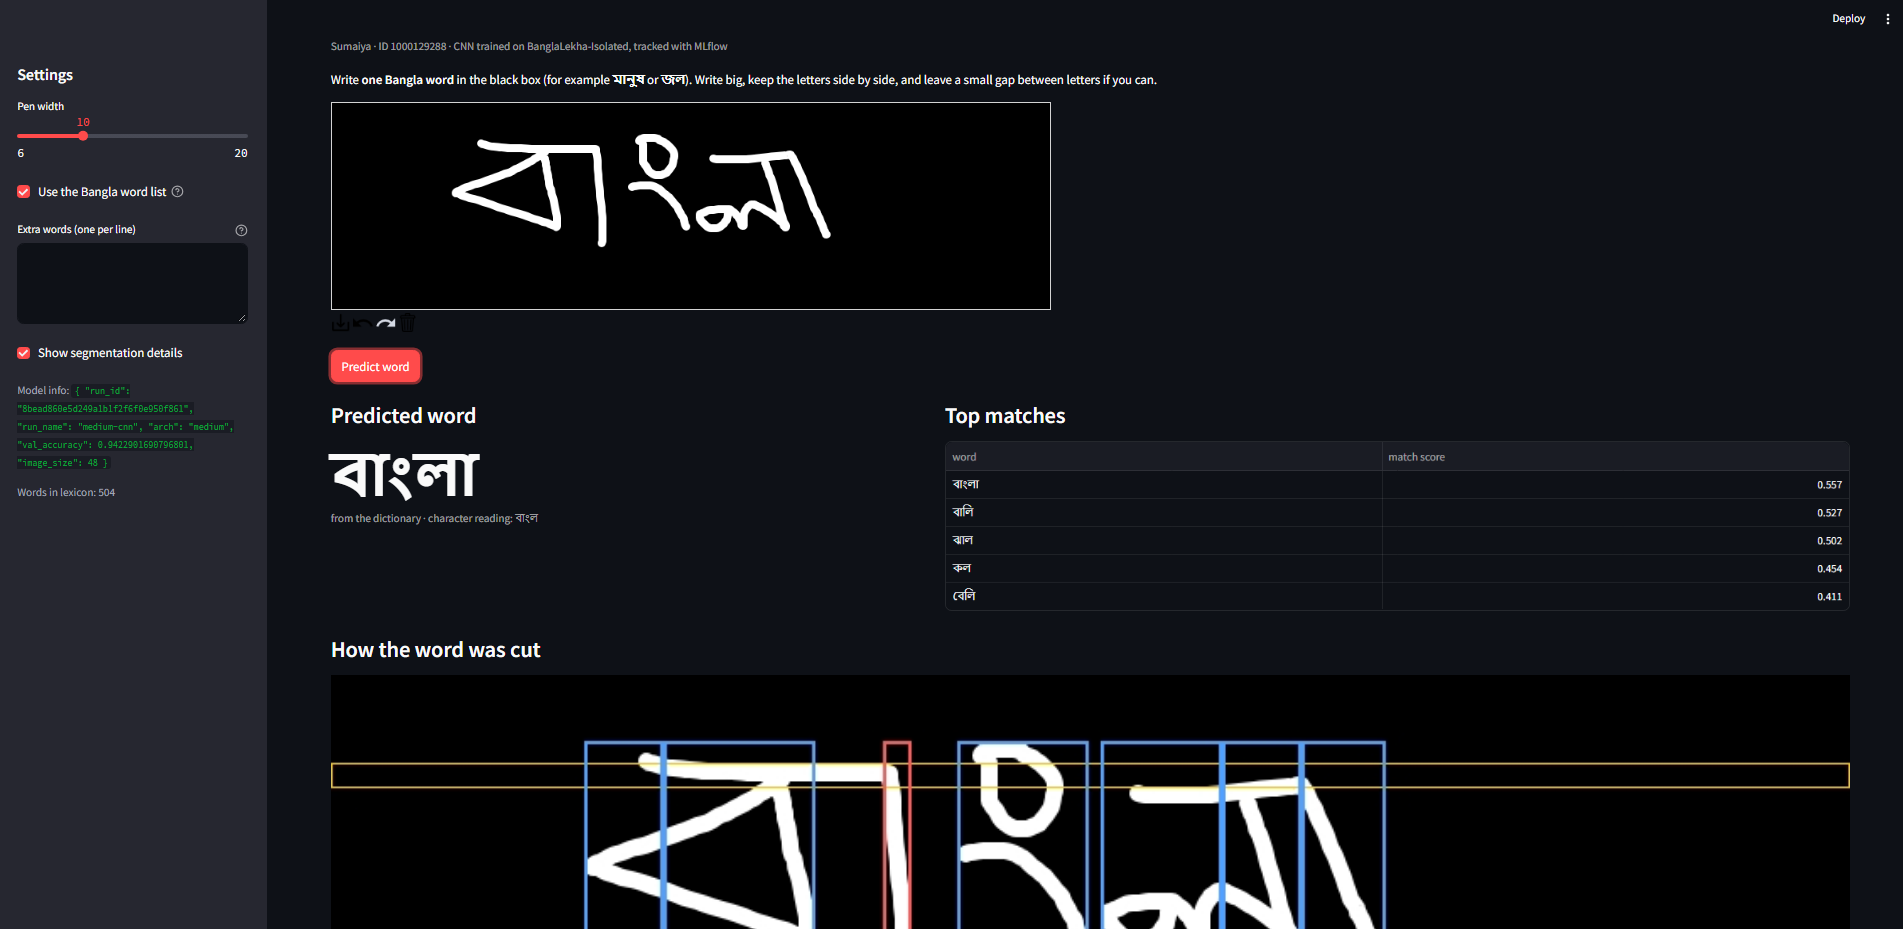 Deploy
Sumaiya · ID 1000129288 · CNN trained on BanglaLekha-Isolated, tracked with MLflow
Settings
Write one Bangla word in the black box (for example মানুষ or জল). Write big, keep the letters side by side, and leave a small gap between letters if you can.
Pen width
10
6 20
বাংলা
Use the Bangla word list
Extra words (one per line)
Show segmentation details
Predict word
Model info: { "run_id":
"8bead860e5d249a1b1f2f6f0e950f861",
"run_name": "medium-cnn", "arch": "medium",
"val_accuracy": 0.9422901690796801,
"image_size": 48 }
Words in lexicon: 504
Predicted word
বাংলা
from the dictionary · character reading: বাংল
Top matches
word match score
বাংলা 0.557
বালি 0.527
ঝাল 0.502
কল 0.454
বেলি 0.411
How the word was cut
বাংলা